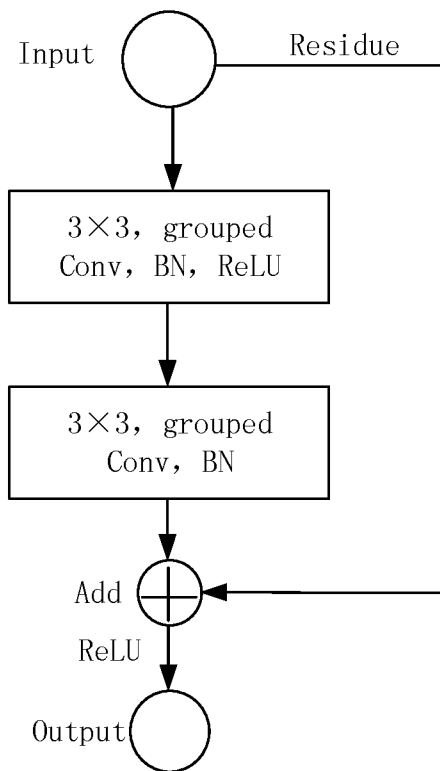 Input
Residue
3×3, grouped
Conv, BN, ReLU
3×3, grouped
Conv, BN
Add
ReLU
Output